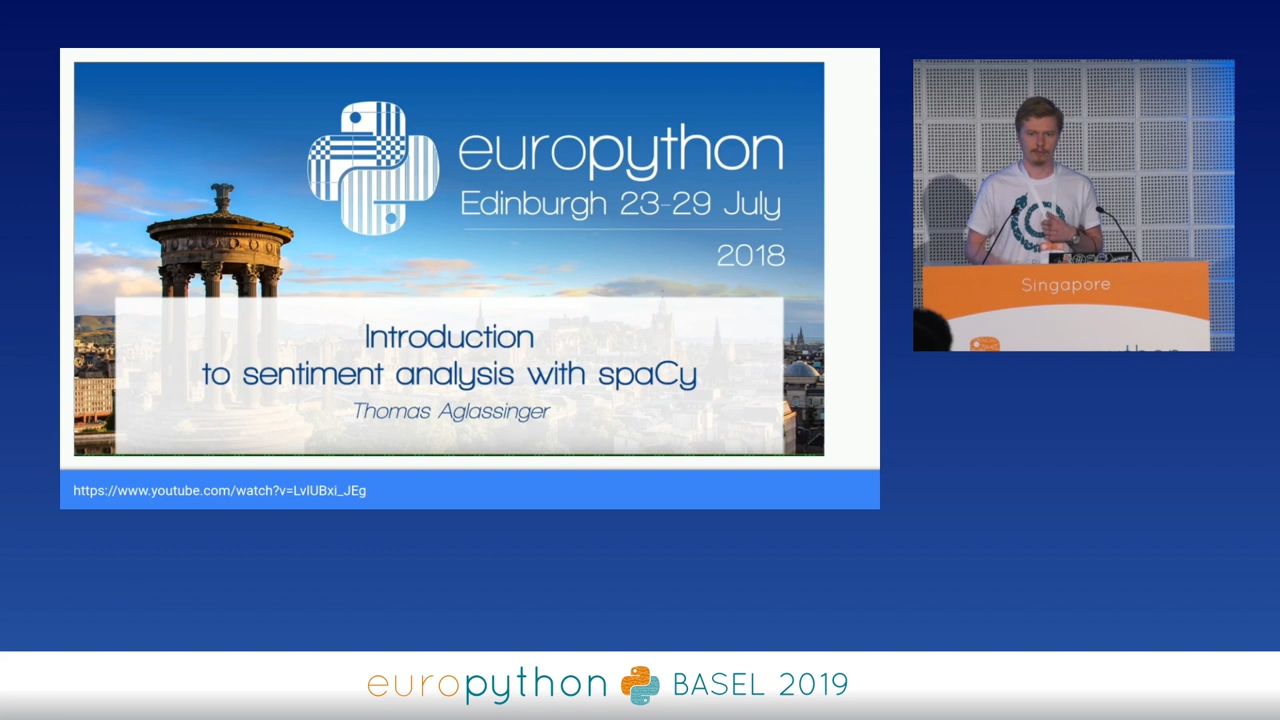 europython
Edinburgh 23-29 July
2018
Introduction
to sentiment analysis with spaCy
Thomas Aglassinger
https://www.youtube.com/watch?v=LvlUBxi_JEg
Singapore
europython BASEL 2019